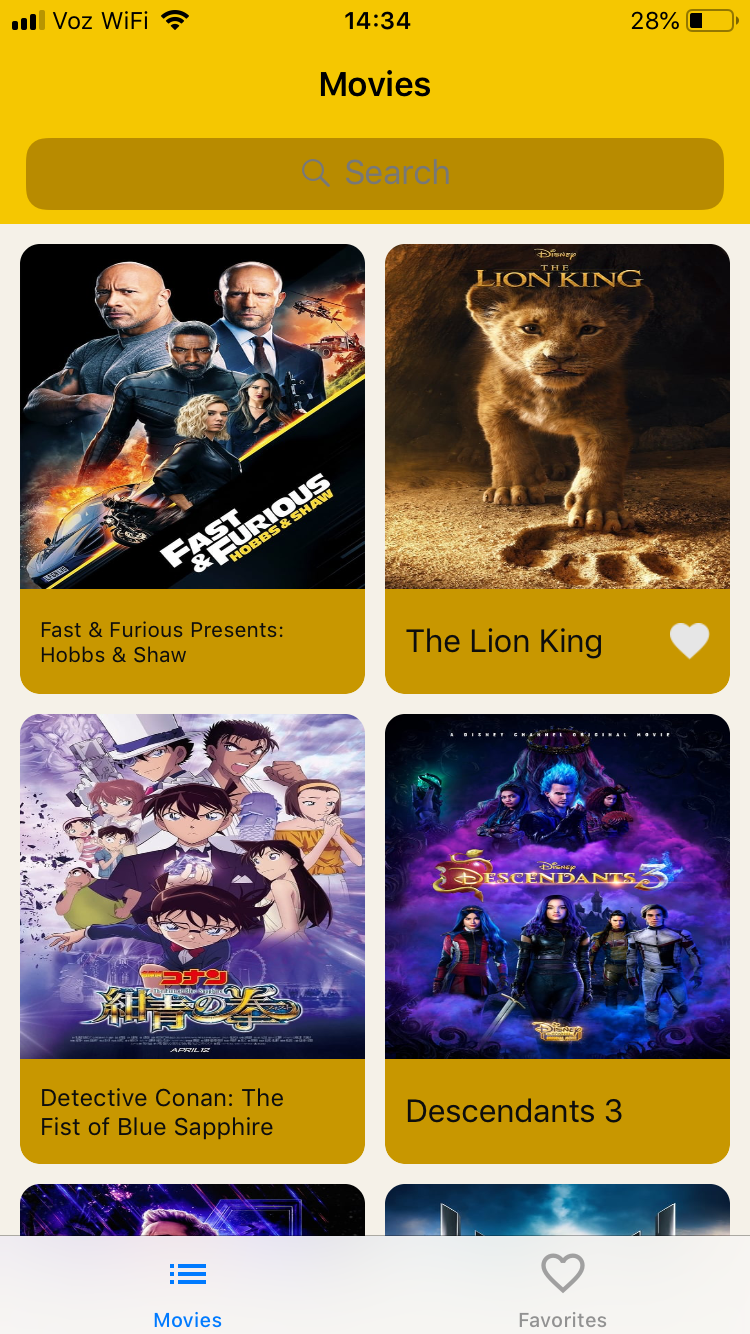 Voz WiFi
14:34
28%
Movies
Search
FAST
& FURIOUS
HOBBS & SHAW
Disney
THE
LION KING
Fast & Furious Presents:
Hobbs & Shaw
The Lion King
コナン
紺青の拳
APRIL 12
A DISNEY CHANNEL ORIGINAL MOVIE
Disney
DESCENDANTS 3
Disney
Detective Conan: The
Fist of Blue Sapphire
Descendants 3
Movies
Favorites